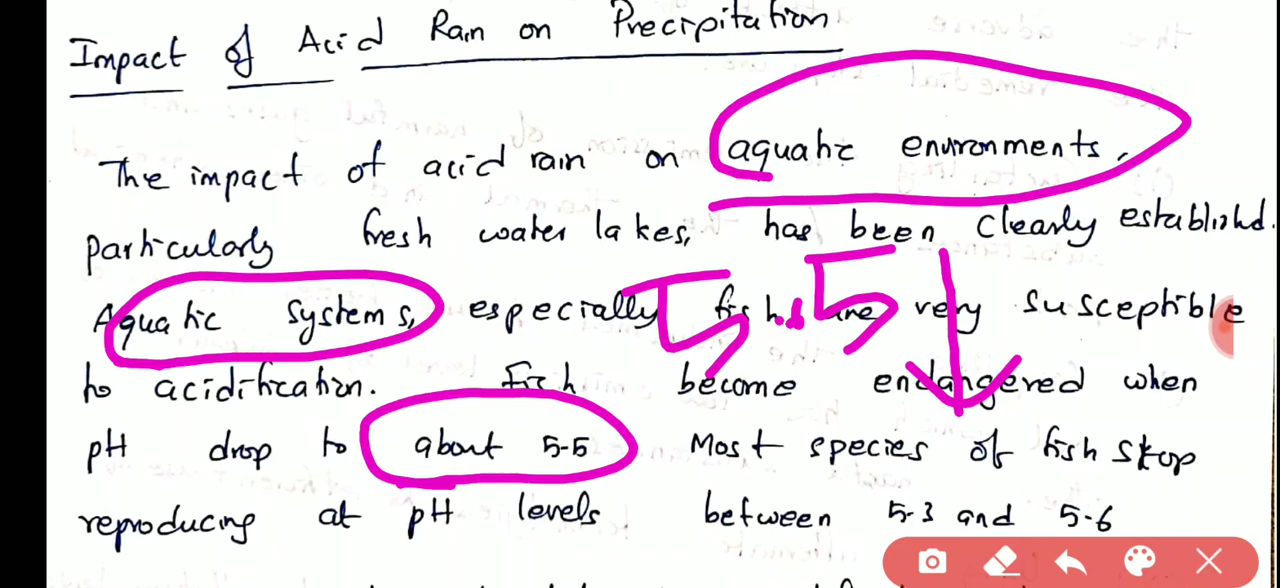 Impact of Acid Rain on Precipitation
The impact of acid rain on aquatic environments,
particularly fresh water lakes, has been clearly established.
Aquatic systems, especially fish are very susceptible
5.5
to acidification. Fish become endangered when
pH drop to about 5.5 Most species of fish stop
reproducing at pH levels between 5.3 and 5.6